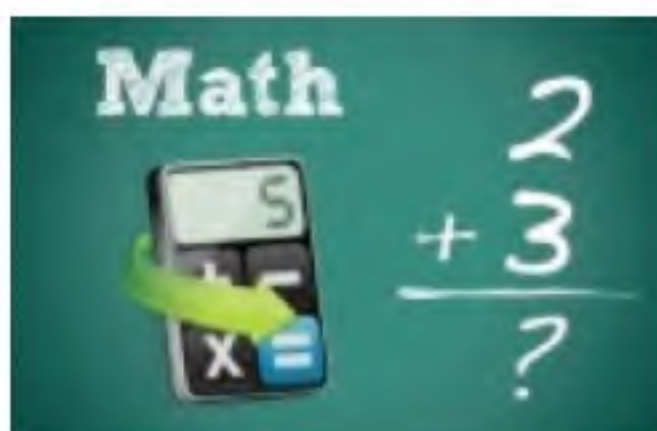 Math
5
+ -
x =
2
+ 3
?